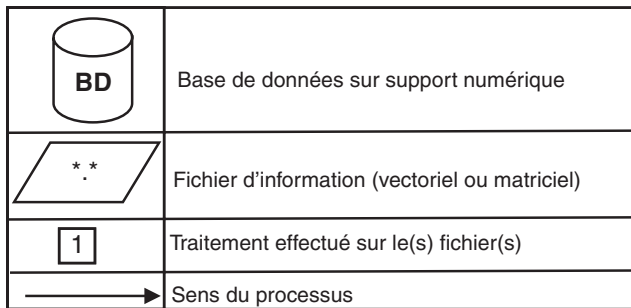 BD Base de données sur support numérique
*.* Fichier d'information (vectoriel ou matriciel)
1 Traitement effectué sur le(s) fichier(s)
Sens du processus